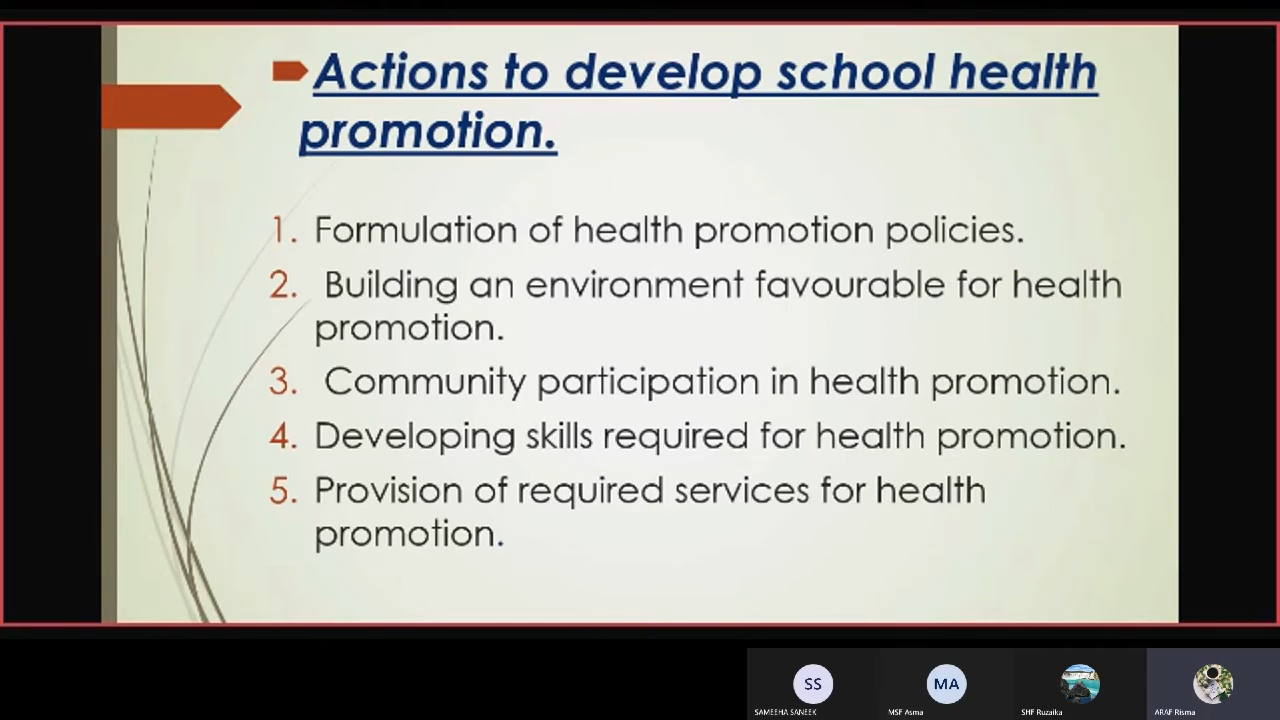 Actions to develop school health
promotion.
1. Formulation of health promotion policies.
2. Building an environment favourable for health
promotion.
3. Community participation in health promotion.
4. Developing skills required for health promotion.
5. Provision of required services for health
promotion.
SS
MA
SAMEEHA SANEEK
MSF Asma
SHF Ruzaika
ARAF Risma